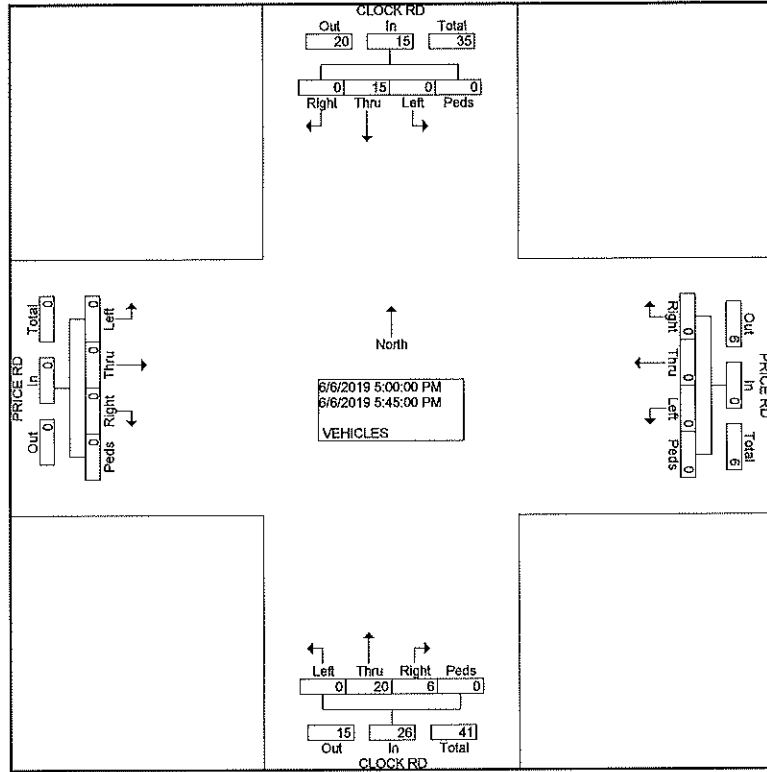 CLOCK RD
Out In Total
20 15 35
0 15 0 0
Right Thru Left Peds
PRICE RD
Total In Out
0 0 0
0 0 0 0
Left Thru Right Peds
North
6/6/2019 5:00:00 PM
6/6/2019 5:45:00 PM
VEHICLES
Right Thru Left Peds
0 0 0 0
Out In Total
6 0 6
PRICE RD
Left Thru Right Peds
0 20 6 0
15 26 41
Out In Total
CLOCK RD